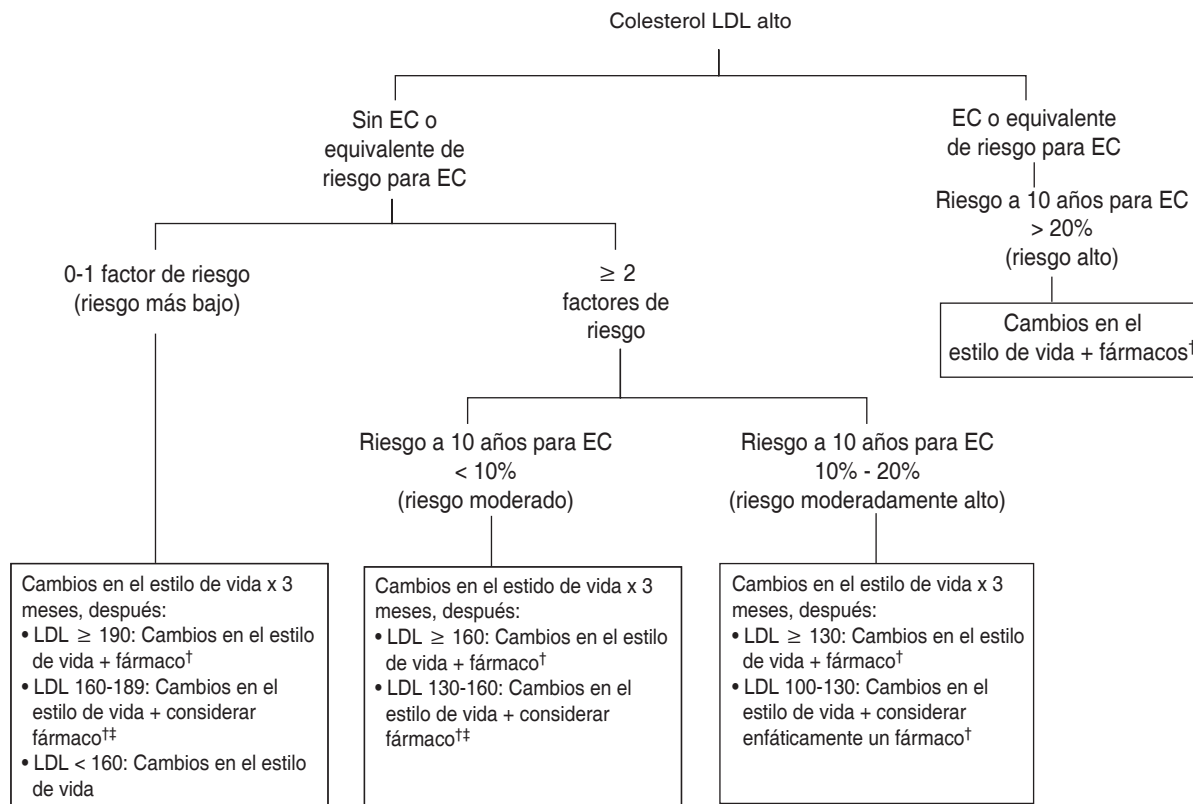 Colesterol LDL alto
Sin EC o
equivalente de
riesgo para EC
EC o equivalente
de riesgo para EC
Riesgo a 10 años para EC
> 20%
(riesgo alto)
Cambios en el
estilo de vida + fármacos†
0-1 factor de riesgo
(riesgo más bajo)
≥ 2
factores de
riesgo
Riesgo a 10 años para EC
< 10%
(riesgo moderado)
Riesgo a 10 años para EC
10% - 20%
(riesgo moderadamente alto)
Cambios en el estilo de vida x 3
meses, después:
• LDL ≥ 190: Cambios en el estilo
de vida + fármaco†
• LDL 160-189: Cambios en el
estilo de vida + considerar
fármaco†‡
• LDL < 160: Cambios en el estilo
de vida
Cambios en el estido de vida x 3
meses, después:
• LDL ≥ 160: Cambios en el estilo
de vida + fármaco†
• LDL 130-160: Cambios en el
estilo de vida + considerar
fármaco†‡
Cambios en el estilo de vida x 3
meses, después:
• LDL ≥ 130: Cambios en el estilo
de vida + fármaco†
• LDL 100-130: Cambios en el
estilo de vida + considerar
enfáticamente un fármaco†